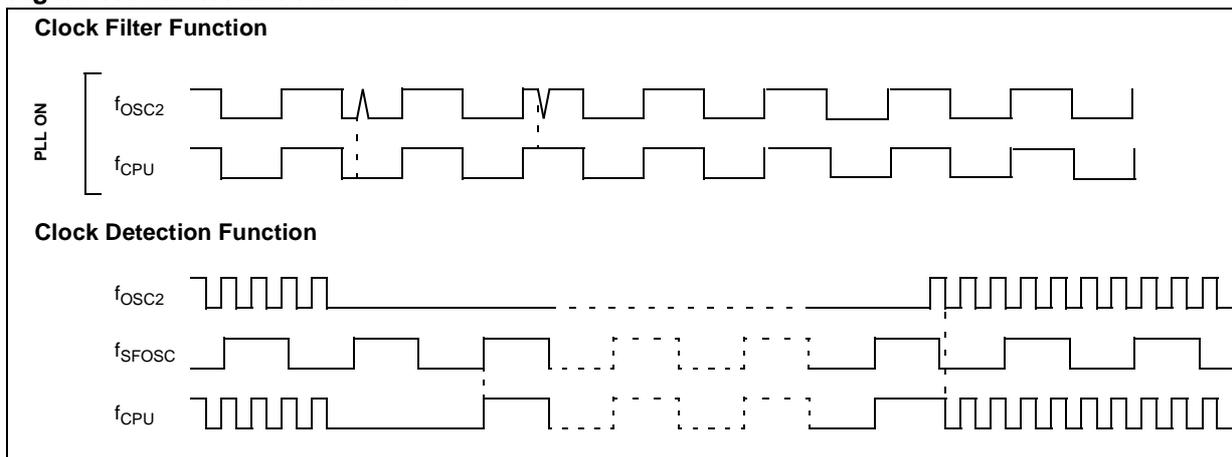 Clock Filter Function
PLL ON
fOSC2
fCPU
Clock Detection Function
fOSC2
fSFOSC
fCPU